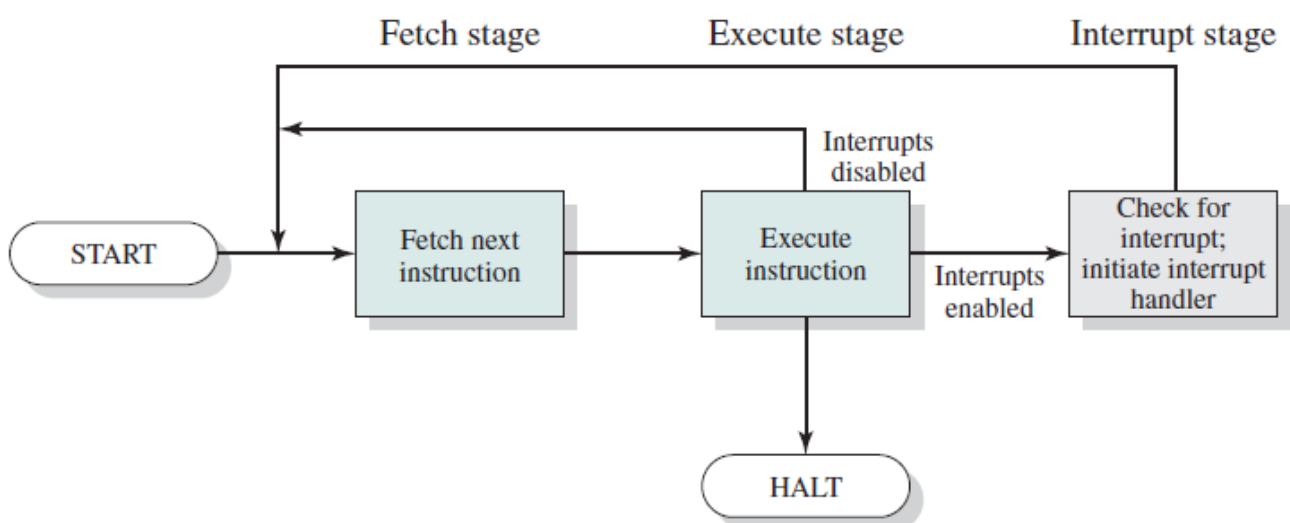 Fetch stage
Execute stage
Interrupt stage
Interrupts
disabled
START
Fetch next
instruction
Execute
instruction
Interrupts
enabled
Check for
interrupt;
initiate interrupt
handler
HALT